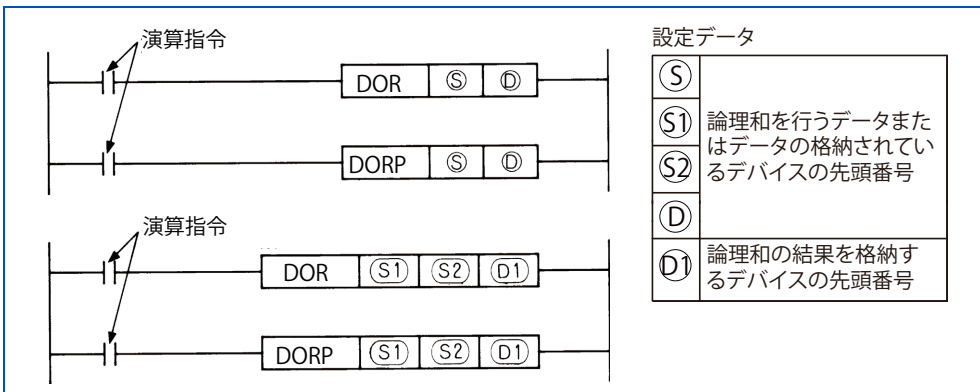 演算指令
DOR Ⓢ Ⓓ
DORP Ⓢ Ⓓ
演算指令
DOR (S1) (S2) (D1)
DORP (S1) (S2) (D1)
設定データ
Ⓢ
(S1)
(S2)
Ⓓ
論理和を行うデータまた
はデータの格納されてい
るデバイスの先頭番号
(D1)
論理和の結果を格納す
るデバイスの先頭番号